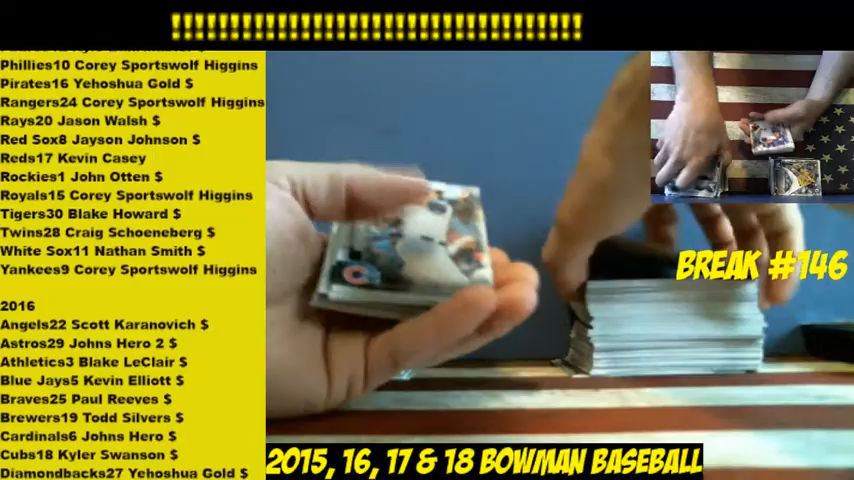 !!!!!!!!!!!!!!!!!!!!!!!!!!!!!!!!!!!!!!!!!
Phillies10 Corey Sportswolf Higgins
Pirates16 Yehoshua Gold $
Rangers24 Corey Sportswolf Higgins
Rays20 Jason Walsh $
Red Sox8 Jayson Johnson $
Reds17 Kevin Casey
Rockies1 John Otten $
Royals15 Corey Sportswolf Higgins
Tigers30 Blake Howard $
Twins28 Craig Schoeneberg $
White Sox11 Nathan Smith $
Yankees9 Corey Sportswolf Higgins
2016
Angels22 Scott Karanovich $
Astros29 Johns Hero 2 $
Athletics3 Blake LeClair $
Blue Jays5 Kevin Elliott $
Braves25 Paul Reeves $
Brewers19 Todd Silvers $
Cardinals6 Johns Hero $
Cubs18 Kyler Swanson $
Diamondbacks27 Yehoshua Gold $
BREAK #146
2015, 16, 17 & 18 BOWMAN BASEBALL